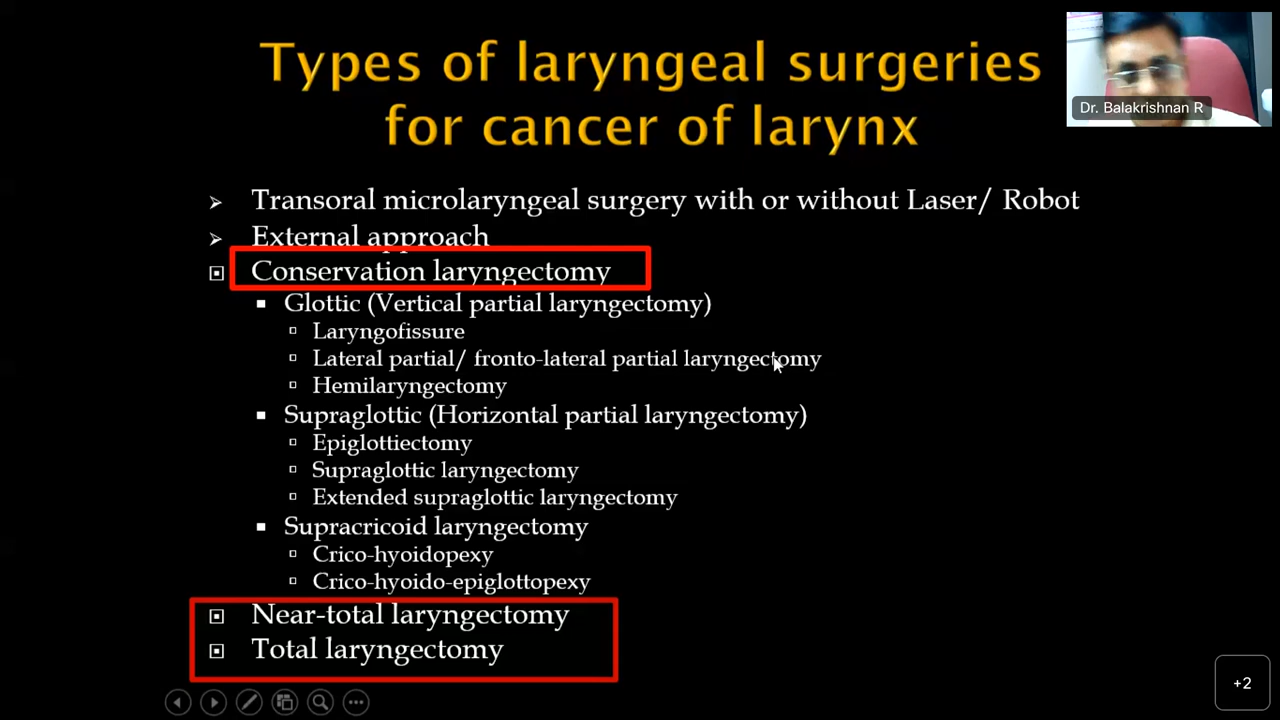 Types of laryngeal surgeries
for cancer of larynx
Dr. Balakrishnan R
Transoral microlaryngeal surgery with or without Laser/ Robot
External approach
Conservation laryngectomy
Glottic (Vertical partial laryngectomy)
Laryngofissure
Lateral partial/ fronto-lateral partial laryngectomy
Hemilaryngectomy
Supraglottic (Horizontal partial laryngectomy)
Epiglottiectomy
Supraglottic laryngectomy
Extended supraglottic laryngectomy
Supracricoid laryngectomy
Crico-hyoidopexy
Crico-hyoido-epiglottopexy
Near-total laryngectomy
Total laryngectomy
+2